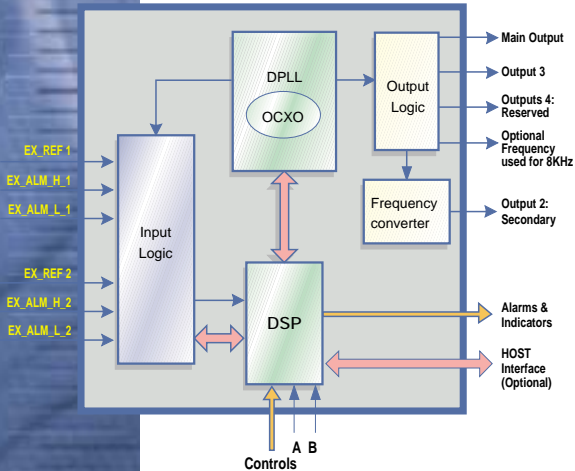 EX_REF 1
EX_ALM_H_1
EX_ALM_L_1
EX_REF 2
EX_ALM_H_2
EX_ALM_L_2
Input
Logic
DPLL
OCXO
DSP
Output
Logic
Frequency
converter
Main Output
Output 3
Outputs 4:
Reserved
Optional
Frequency
used for 8KHz
Output 2:
Secondary
Alarms &
Indicators
HOST
Interface
(Optional)
A B
Controls